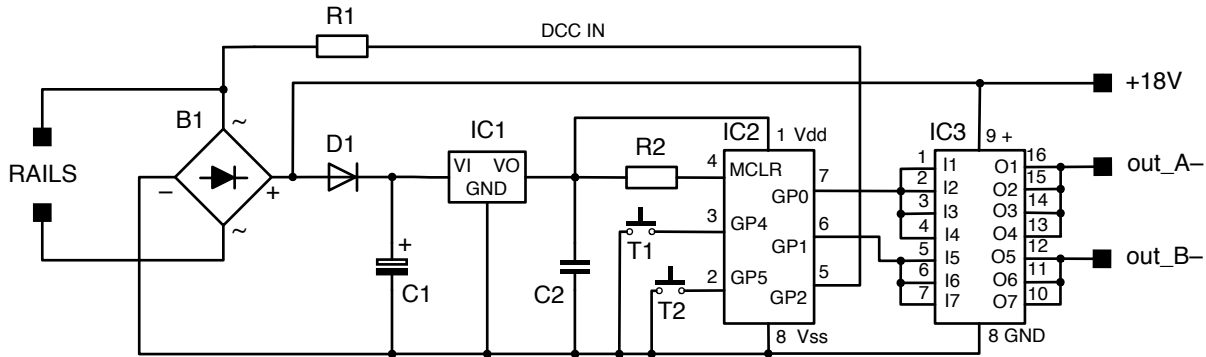 R1
DCC IN
+18V
B1
~
D1
IC1
R2
IC2
1 Vdd
IC3
9 +
RAILS
−
+
~
VI
VO
GND
4
MCLR
7
GP0
3
GP4
6
GP1
2
GP5
5
GP2
8 Vss
T1
T2
+
C1
C2
1
I1
O1
16
2
I2
O2
15
3
I3
O3
14
4
I4
O4
13
5
I5
O5
12
6
I6
O6
11
7
I7
O7
10
8 GND
out_A−
out_B−